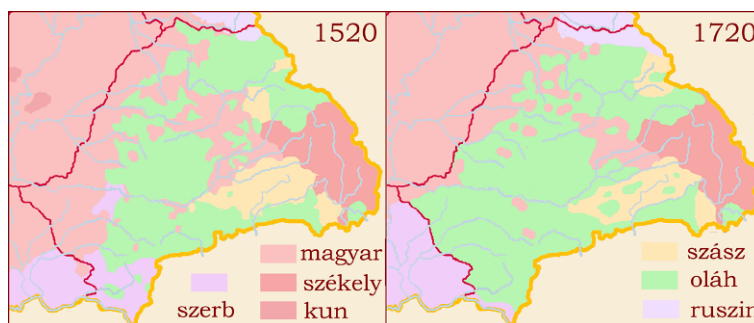 1520
magyar
székely
szerb
kun
1720
szász
oláh
ruszin